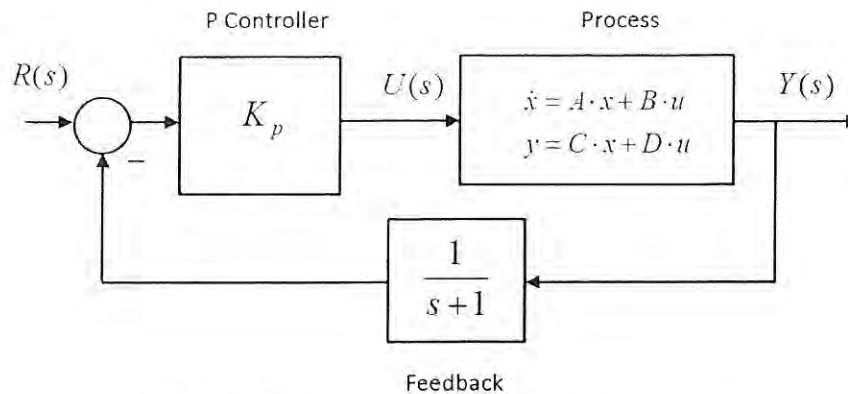 P Controller
Process
R(s)
K_p
U(s)
ẋ = A·x + B·u
y = C·x + D·u
Y(s)
−
1
s+1
Feedback